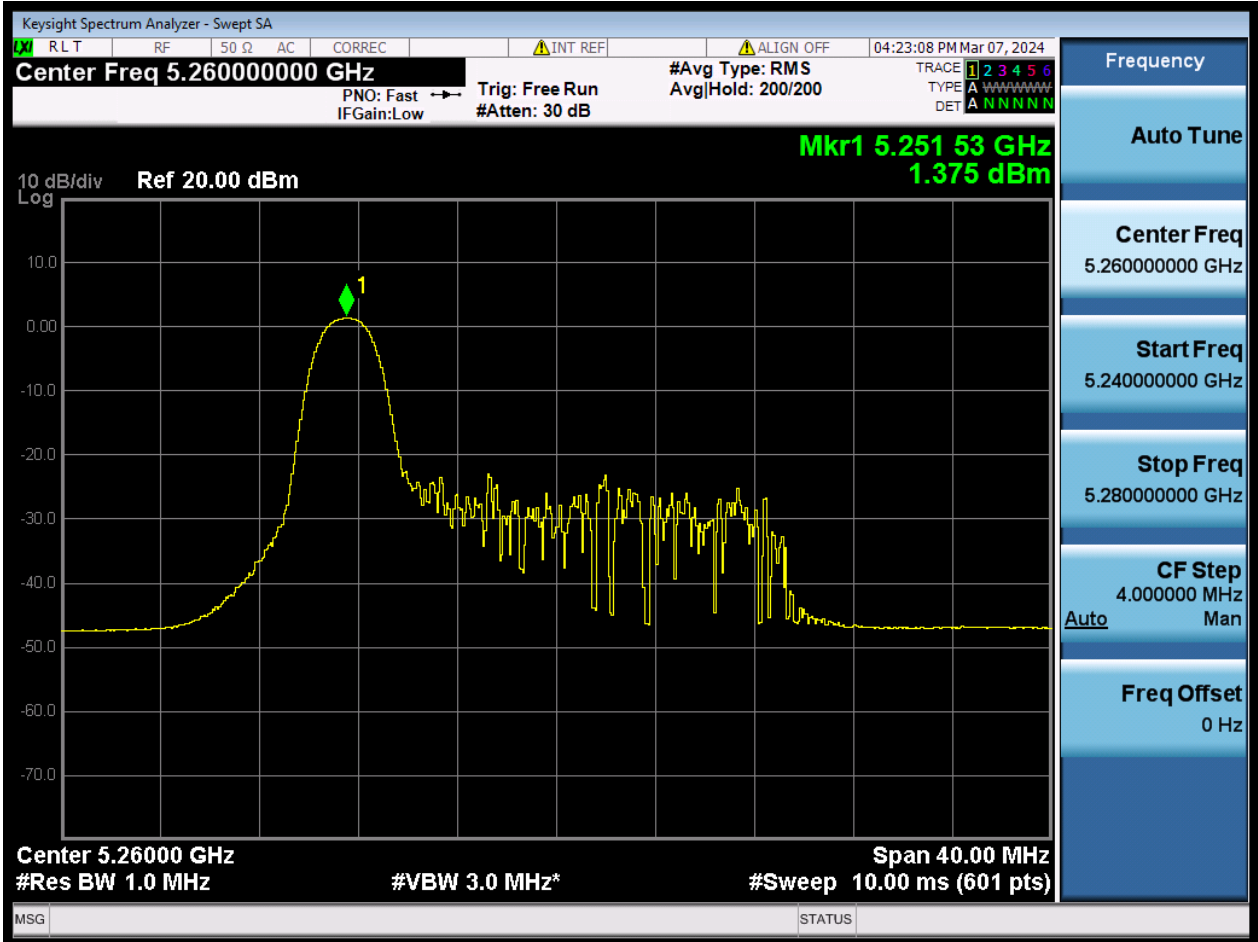 Keysight Spectrum Analyzer - Swept SA
LXI RLT RF 50 Ω AC CORREC INT REF ALIGN OFF 04:23:08 PM Mar 07, 2024
Center Freq 5.260000000 GHz
PNO: Fast
IFGain:Low
Trig: Free Run
#Atten: 30 dB
#Avg Type: RMS
Avg|Hold: 200/200
TRACE 1 2 3 4 5 6
TYPE A WWWWW
DET A N N N N N
Mkr1 5.251 53 GHz
1.375 dBm
10 dB/div Ref 20.00 dBm
Log
1
10.0
0.00
-10.0
-20.0
-30.0
-40.0
-50.0
-60.0
-70.0
Center 5.26000 GHz Span 40.00 MHz
#Res BW 1.0 MHz #VBW 3.0 MHz* #Sweep 10.00 ms (601 pts)
MSG STATUS
Frequency
Auto Tune
Center Freq
5.260000000 GHz
Start Freq
5.240000000 GHz
Stop Freq
5.280000000 GHz
CF Step
4.000000 MHz
Auto Man
Freq Offset
0 Hz